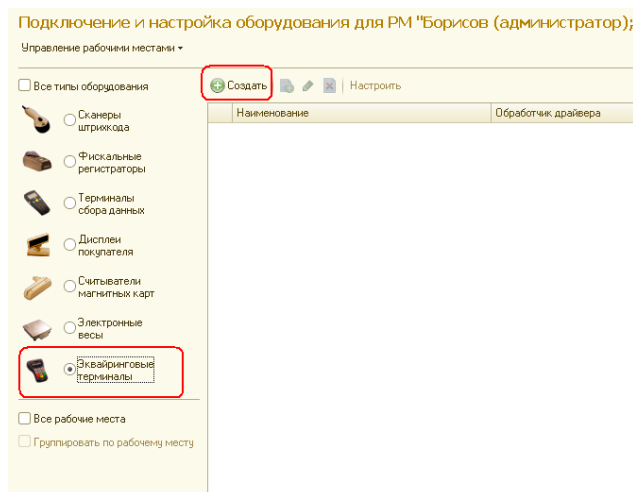 Подключение и настройка оборудования для РМ "Борисов (администратор);
Управление рабочими местами
Все типы оборудования
Создать
Настроить
Наименование
Обработчик драйвера
Сканеры
штрихкода
Фискальные
регистраторы
Терминалы
сбора данных
Дисплеи
покупателя
Считыватели
магнитных карт
Электронные
весы
Эквайринговые
терминалы
Все рабочие места
Группировать по рабочему месту